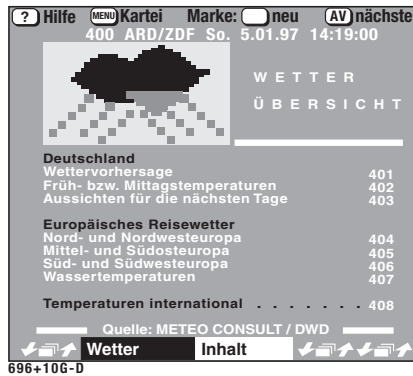 ? Hilfe MENU Kartei Marke: neu AV nächste
400 ARD/ZDF So. 5.01.97 14:19:00
WETTER
ÜBERSICHT
Deutschland
Wettervorhersage 401
Früh- bzw. Mittagstemperaturen 402
Aussichten für die nächsten Tage 403
Europäisches Reisewetter
Nord- und Nordwesteuropa 404
Mittel- und Südosteuropa 405
Süd- und Südwesteuropa 406
Wassertemperaturen 407
Temperaturen international . . . . . . . 408
Quelle: METEO CONSULT / DWD
Wetter Inhalt
696+10G-D